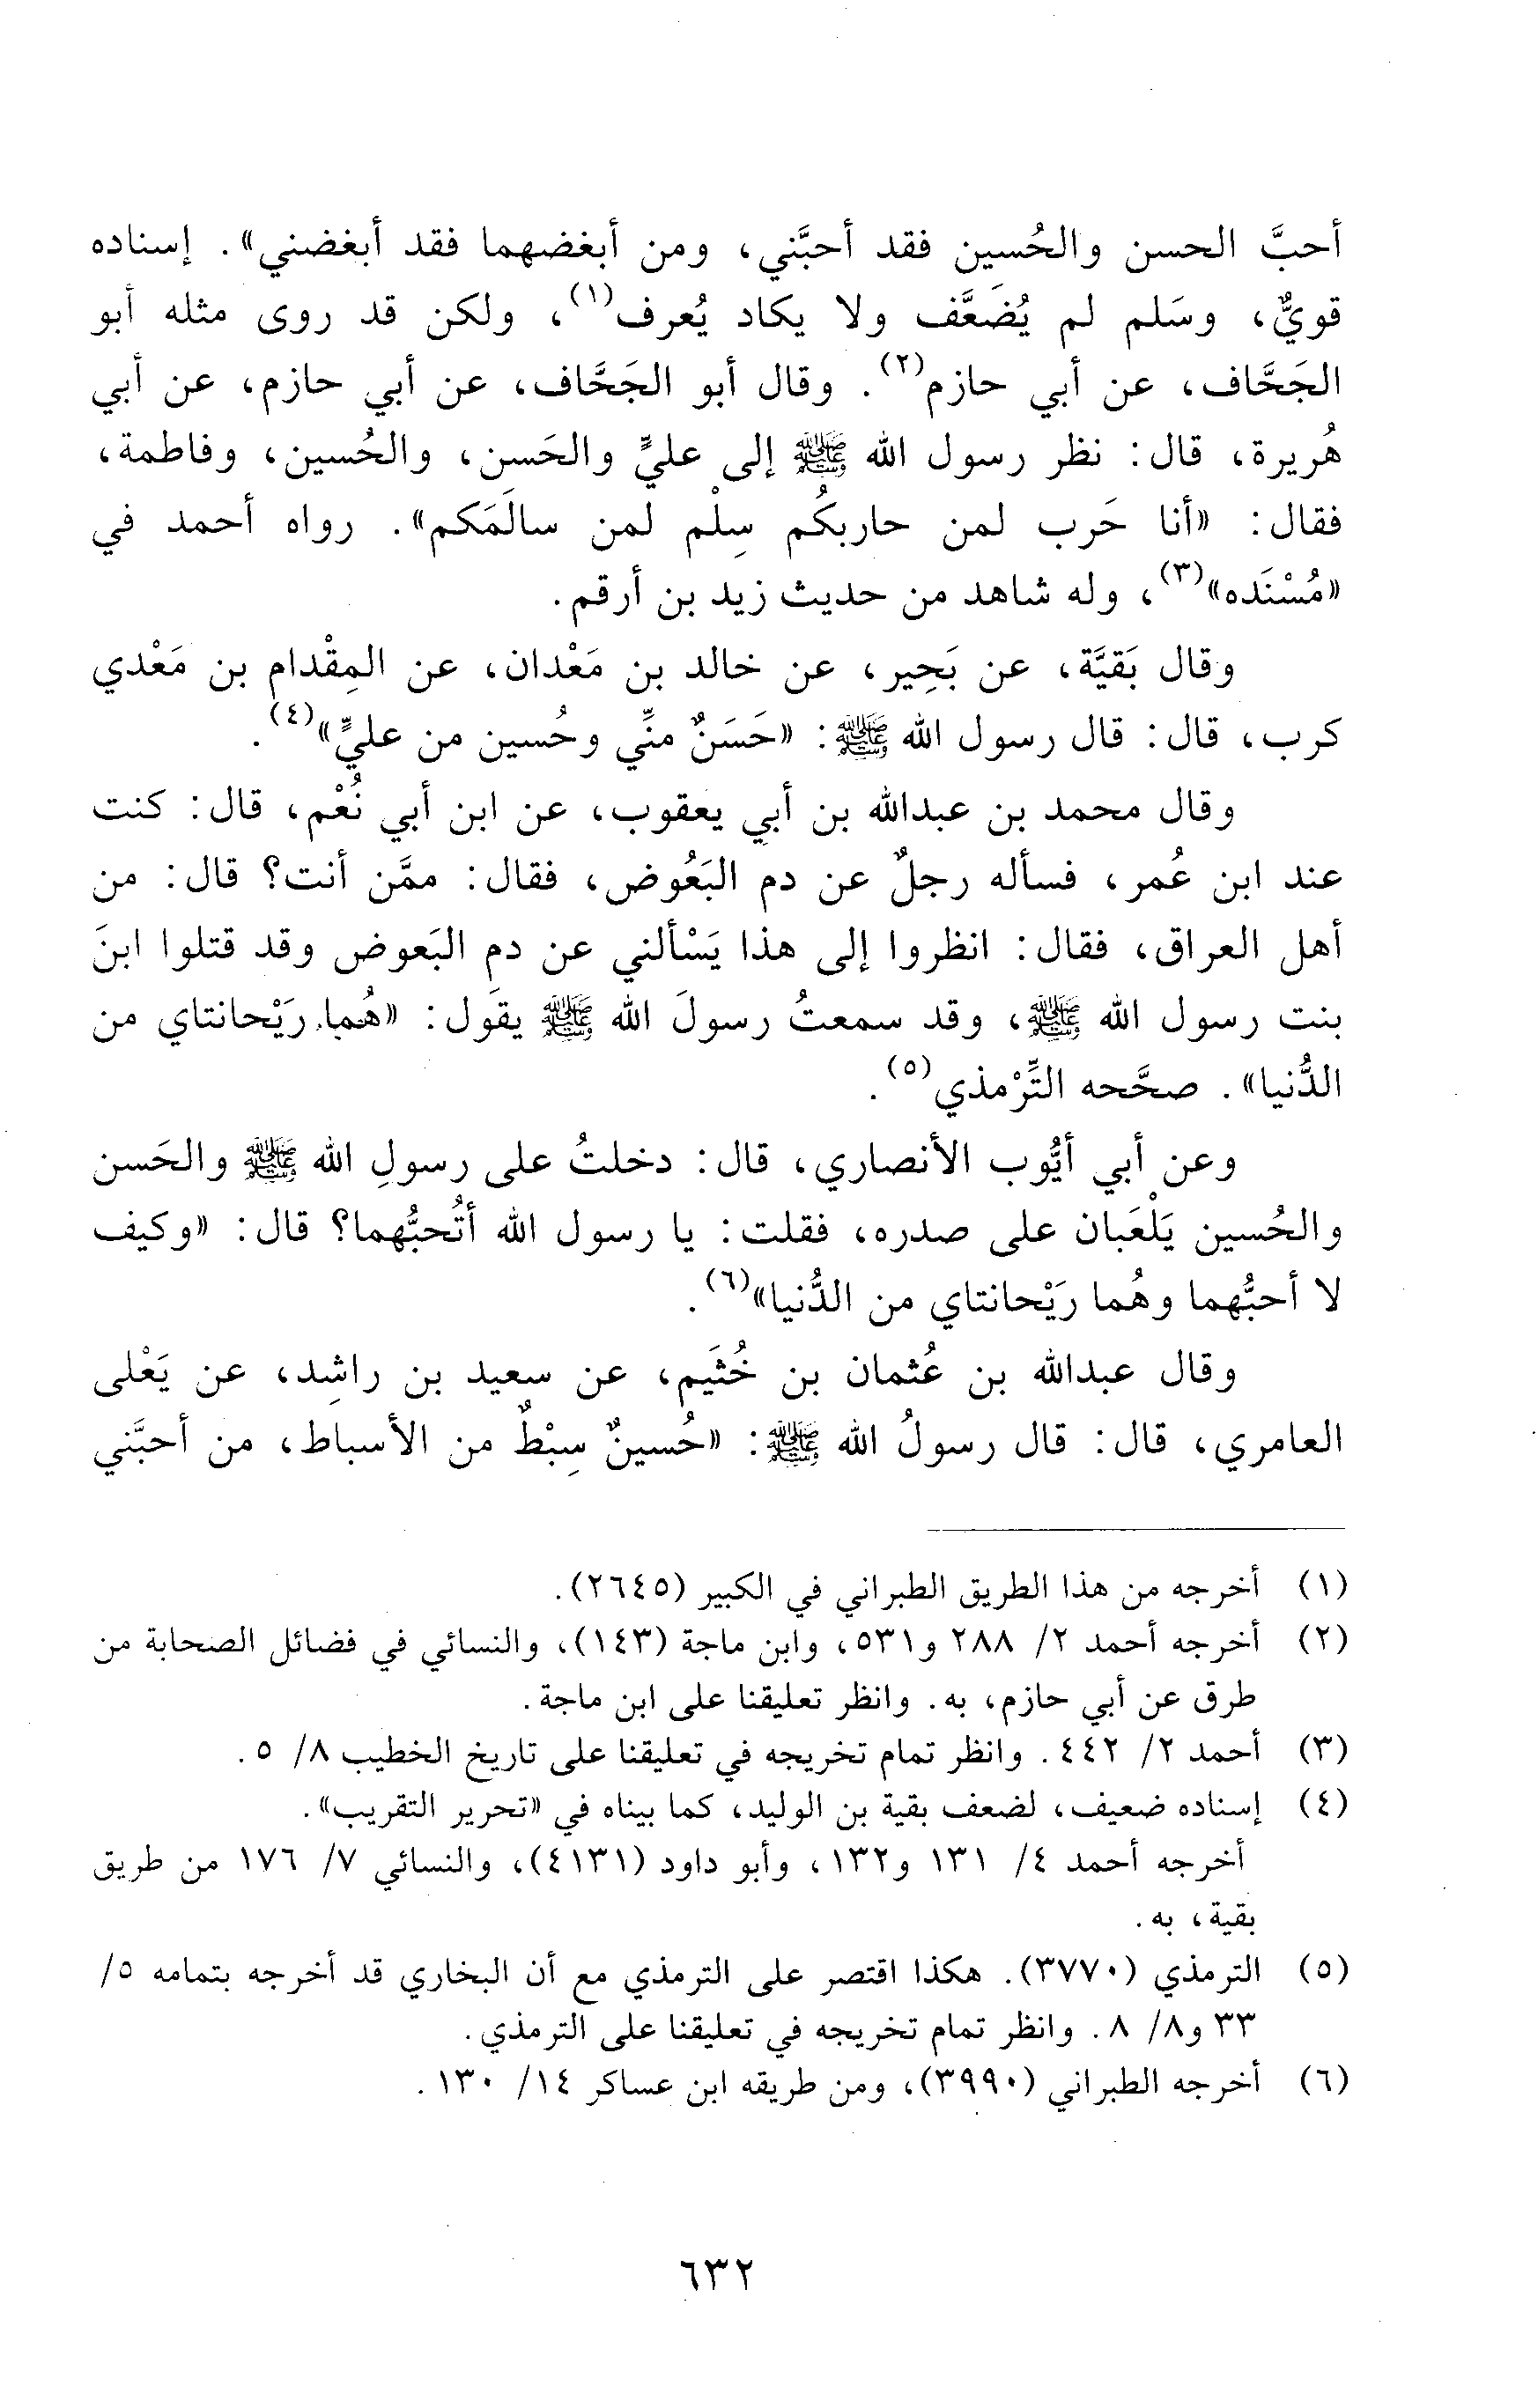 أحبَّ الحسن والحُسين فقد أحبَّني، ومن أبغضهما فقد أبغضني». إسناده
قويٌّ، وسَلم لم يُضَعَّف ولا يكاد يُعرف(١)، ولكن قد روى مثله أبو
الجَحَّاف، عن أبي حازم(٢). وقال أبو الجَحَّاف، عن أبي حازم، عن أبي
هُريرة، قال: نظر رسول الله ﷺ إلى عليٍّ والحَسن، والحُسين، وفاطمة،
فقال: «أنا حَرب لمن حاربكُم سِلْم لمن سالَمَكم». رواه أحمد في
«مُسْنَده»(٣)، وله شاهد من حديث زيد بن أرقم.
وقال بَقيَّة، عن بَحِير، عن خالد بن مَعْدان، عن المِقْدام بن مَعْدي
كرب، قال: قال رسول الله ﷺ: «حَسَنٌ منِّي وحُسين من عليٍّ»(٤).
وقال محمد بن عبدالله بن أبي يعقوب، عن ابن أبي نُعْم، قال: كنت
عند ابن عُمر، فسأله رجلٌ عن دم البَعُوض، فقال: ممَّن أنت؟ قال: من
أهل العراق، فقال: انظروا إلى هذا يَسْألني عن دمِ البَعوض وقد قتلوا ابنَ
بنت رسول الله ﷺ، وقد سمعتُ رسولَ الله ﷺ يقول: «هُما رَيْحانتاي من
الدُّنيا». صحَّحه التِّرْمذي(٥).
وعن أبي أيُّوب الأنصاري، قال: دخلتُ على رسولِ الله ﷺ والحَسن
والحُسين يَلْعَبان على صدره، فقلت: يا رسول الله أتُحبُّهما؟ قال: «وكيف
لا أحبُّهما وهُما رَيْحانتاي من الدُّنيا»(٦).
وقال عبدالله بن عُثمان بن خُثَيم، عن سعيد بن راشِد، عن يَعْلى
العامري، قال: قال رسولُ الله ﷺ: «حُسينٌ سِبْطٌ من الأسباط، من أحبَّني
(١) أخرجه من هذا الطريق الطبراني في الكبير (٢٦٤٥).
(٢) أخرجه أحمد ٢/ ٢٨٨ و٥٣١، وابن ماجة (١٤٣)، والنسائي في فضائل الصحابة من
طرق عن أبي حازم، به. وانظر تعليقنا على ابن ماجة.
(٣) أحمد ٢/ ٤٤٢. وانظر تمام تخريجه في تعليقنا على تاريخ الخطيب ٨/ ٥.
(٤) إسناده ضعيف، لضعف بقية بن الوليد، كما بيناه في «تحرير التقريب».
أخرجه أحمد ٤/ ١٣١ و١٣٢، وأبو داود (٤١٣١)، والنسائي ٧/ ١٧٦ من طريق
بقية، به.
(٥) الترمذي (٣٧٧٠). هكذا اقتصر على الترمذي مع أن البخاري قد أخرجه بتمامه ٥/
٣٣ و٨/ ٨. وانظر تمام تخريجه في تعليقنا على الترمذي.
(٦) أخرجه الطبراني (٣٩٩٠)، ومن طريقه ابن عساكر ١٤/ ١٣٠.
٦٣٢